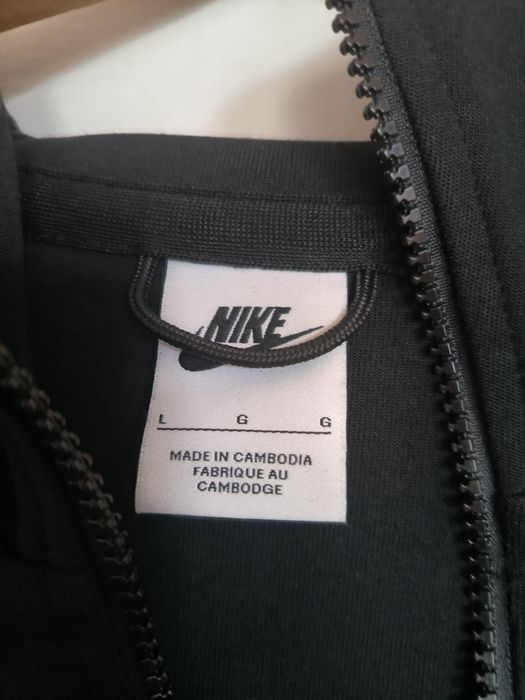 NIKE
L G G
MADE IN CAMBODIA
FABRIQUE AU
CAMBODGE